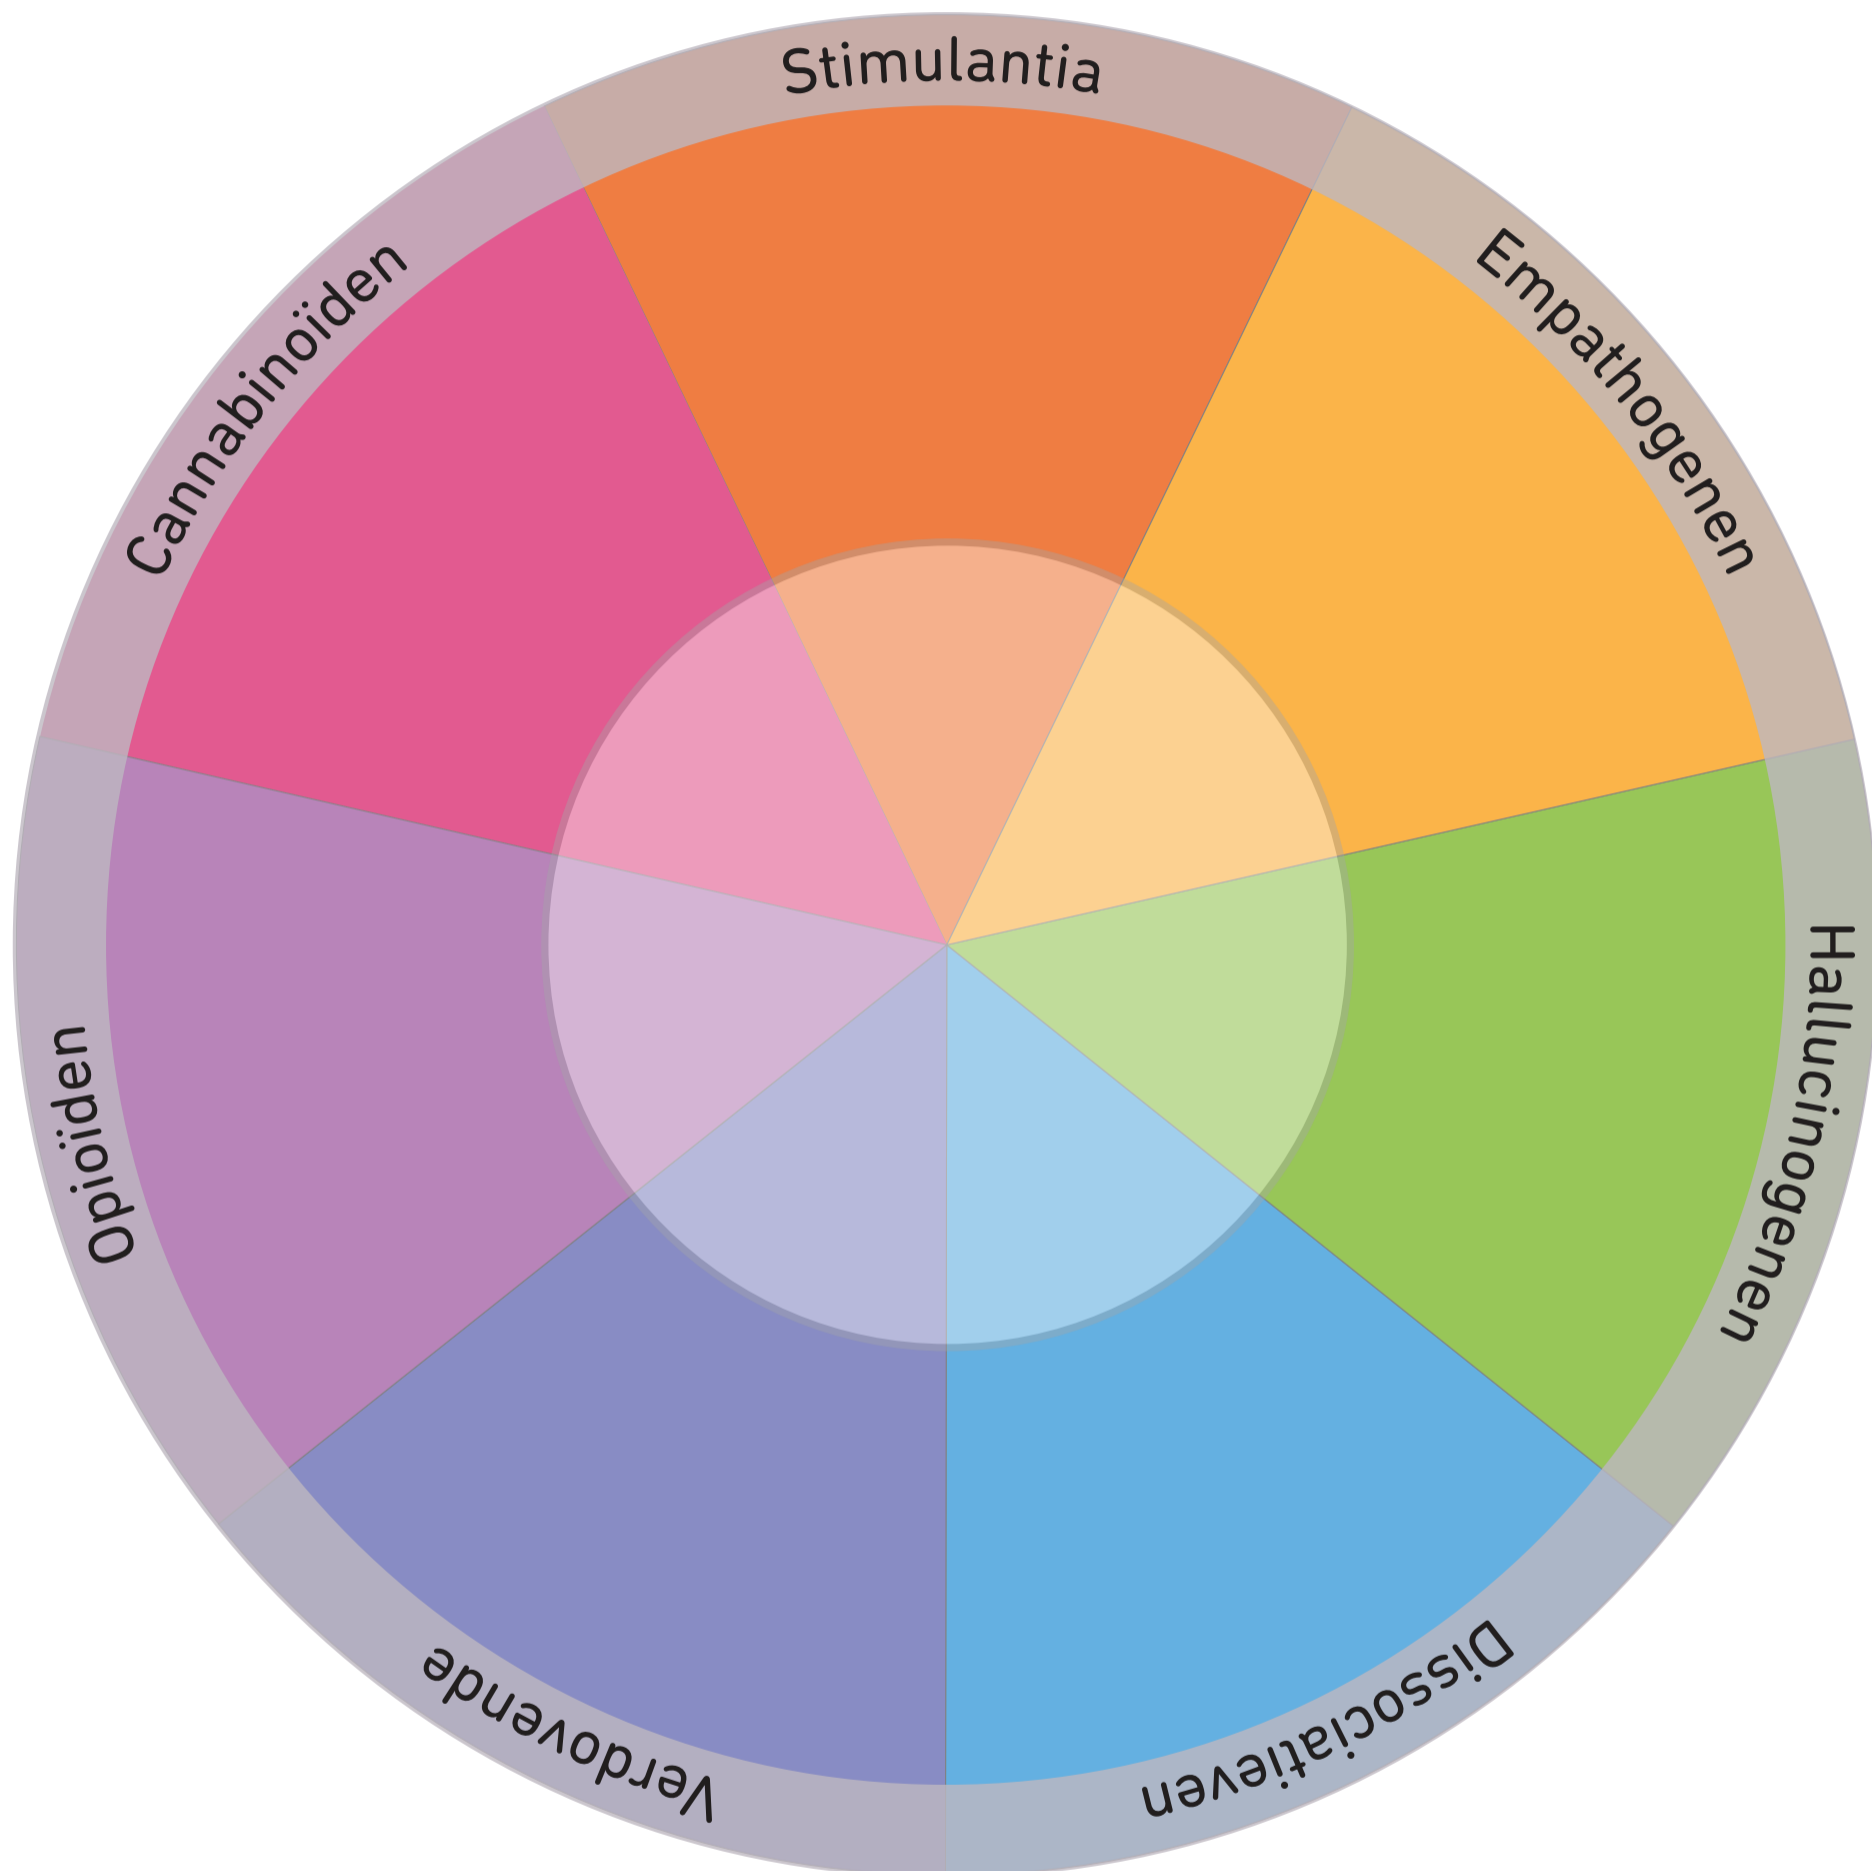 Stimulantia
Empathogenen
Hallucinogenen
Dissociatieven
Verdovende
Opioïden
Cannabinoïden